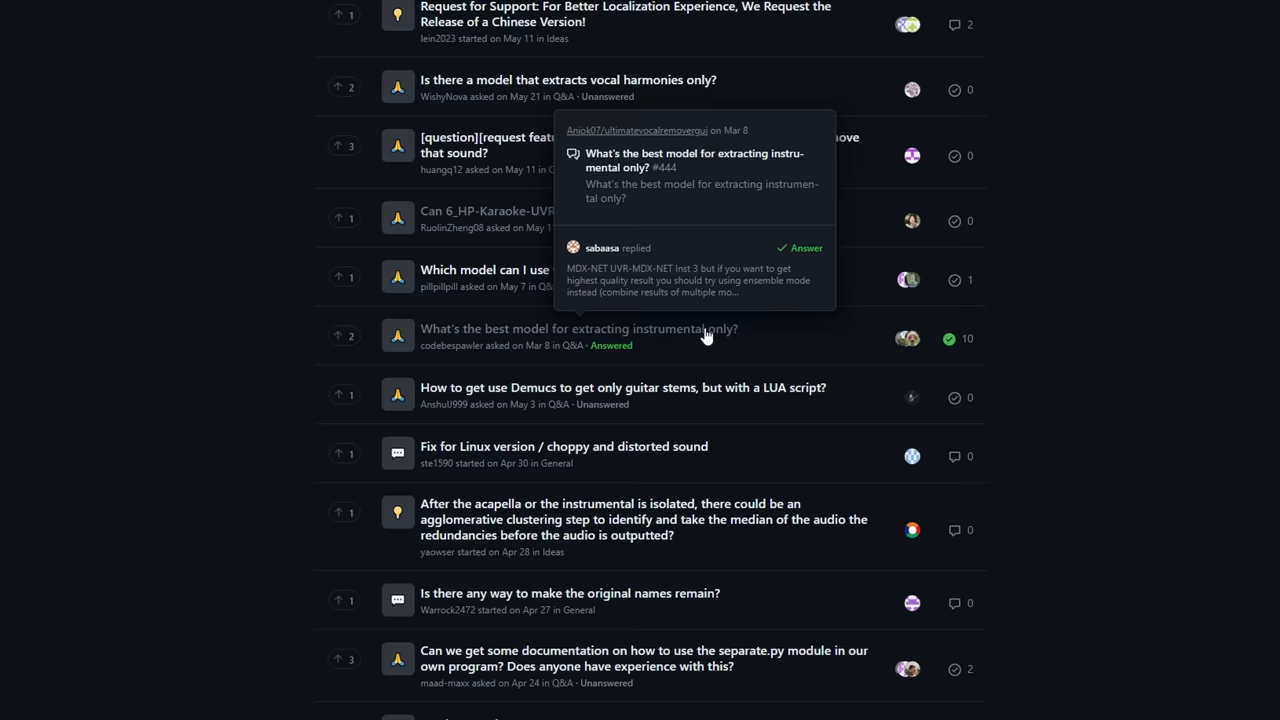 ↑ 1
Request for Support: For Better Localization Experience, We Request the
Release of a Chinese Version!
lein2023 started on May 11 in Ideas
2
↑ 2
Is there a model that extracts vocal harmonies only?
WishyNova asked on May 21 in Q&A · Unanswered
0
↑ 3
[question][request featu
ove
that sound?
huangq12 asked on May 11 in Q
0
↑ 1
Can 6_HP-Karaoke-UVR
RuolinZheng08 asked on May 1
0
↑ 1
Which model can I use
pillpillpill asked on May 7 in Q&
1
Anjok07/ultimatevocalremovergui on Mar 8
What's the best model for extracting instru-
mental only? #444
What's the best model for extracting instrumen-
tal only?
sabaasa replied
✓ Answer
MDX-NET UVR-MDX-NET Inst 3 but if you want to get
highest quality result you should try using ensemble mode
instead (combine results of multiple mo...
↑ 2
What's the best model for extracting instrumental only?
codebespawler asked on Mar 8 in Q&A · Answered
10
↑ 1
How to get use Demucs to get only guitar stems, but with a LUA script?
AnshulJ999 asked on May 3 in Q&A · Unanswered
0
↑ 1
Fix for Linux version / choppy and distorted sound
ste1590 started on Apr 30 in General
0
↑ 1
After the acapella or the instrumental is isolated, there could be an
agglomerative clustering step to identify and take the median of the audio the
redundancies before the audio is outputted?
yaowser started on Apr 28 in Ideas
0
↑ 1
Is there any way to make the original names remain?
Warrock2472 started on Apr 27 in General
0
↑ 3
Can we get some documentation on how to use the separate.py module in our
own program? Does anyone have experience with this?
maad-maxx asked on Apr 24 in Q&A · Unanswered
2